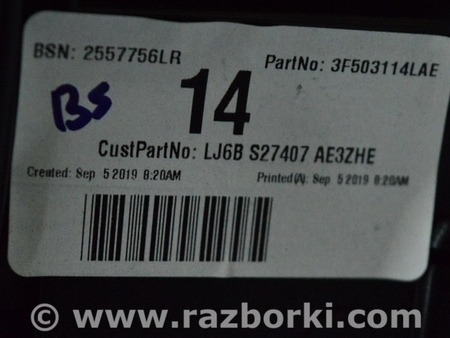 BSN: 2557756LR PartNo: 3F503114LAE
BS 14
CustPartNo: LJ6B S27407 AE3ZHE
Created: Sep 5 2019 8:20AM Printed(A): Sep 5 2019 8:20AM
© www.razborki.com